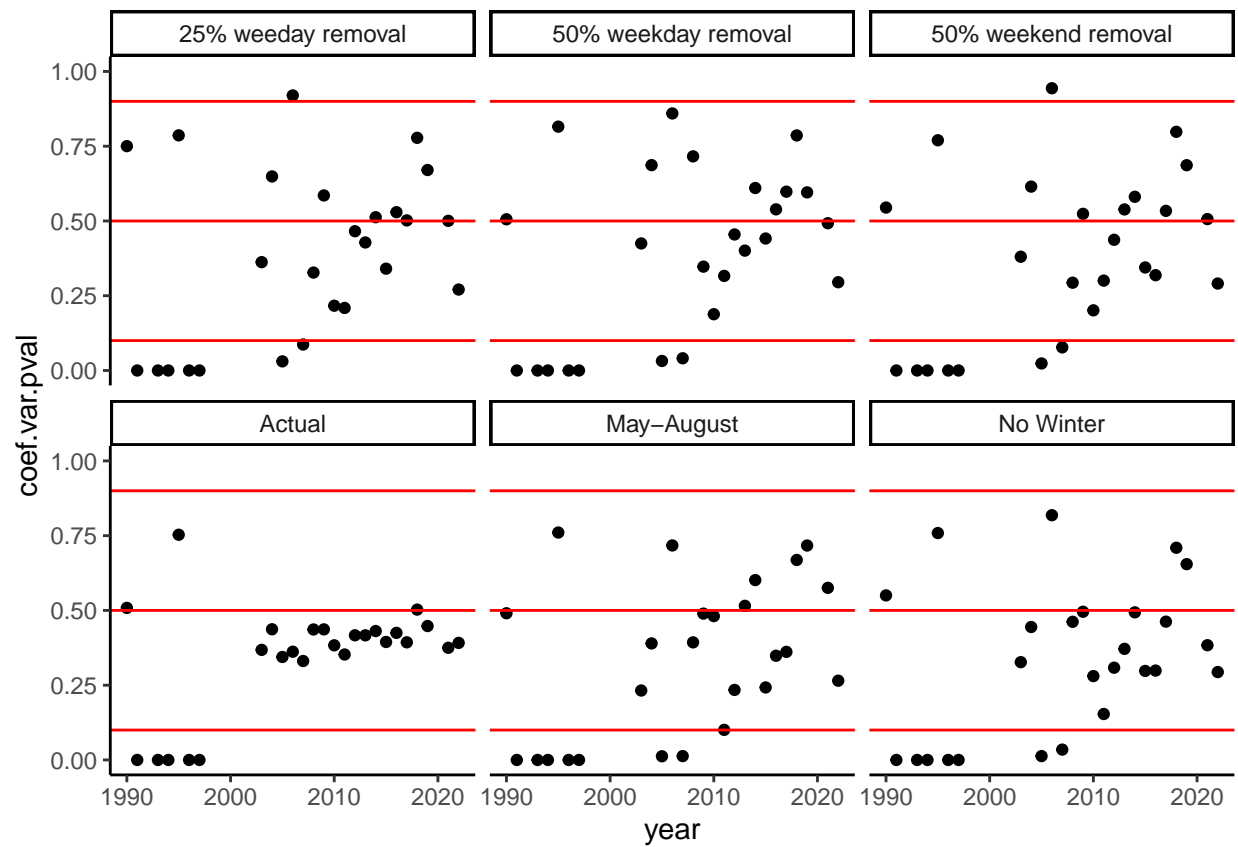 25% weeday removal
50% weekday removal
50% weekend removal
1.00
0.75
0.50
0.25
0.00
coef.var.pval
Actual
May−August
No Winter
1.00
0.75
0.50
0.25
0.00
1990 2000 2010 2020
1990 2000 2010 2020
1990 2000 2010 2020
year